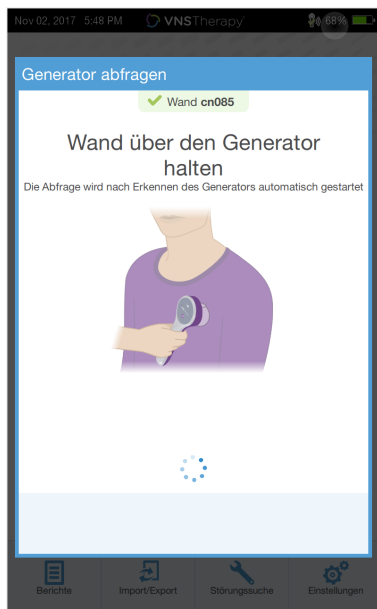 Nov 02, 2017 5:48 PM VNSTherapy 68%
Generator abfragen
Wand cn085
Wand über den Generator
halten
Die Abfrage wird nach Erkennen des Generators automatisch gestartet
Berichte Import/Export Störungssuche Einstellungen